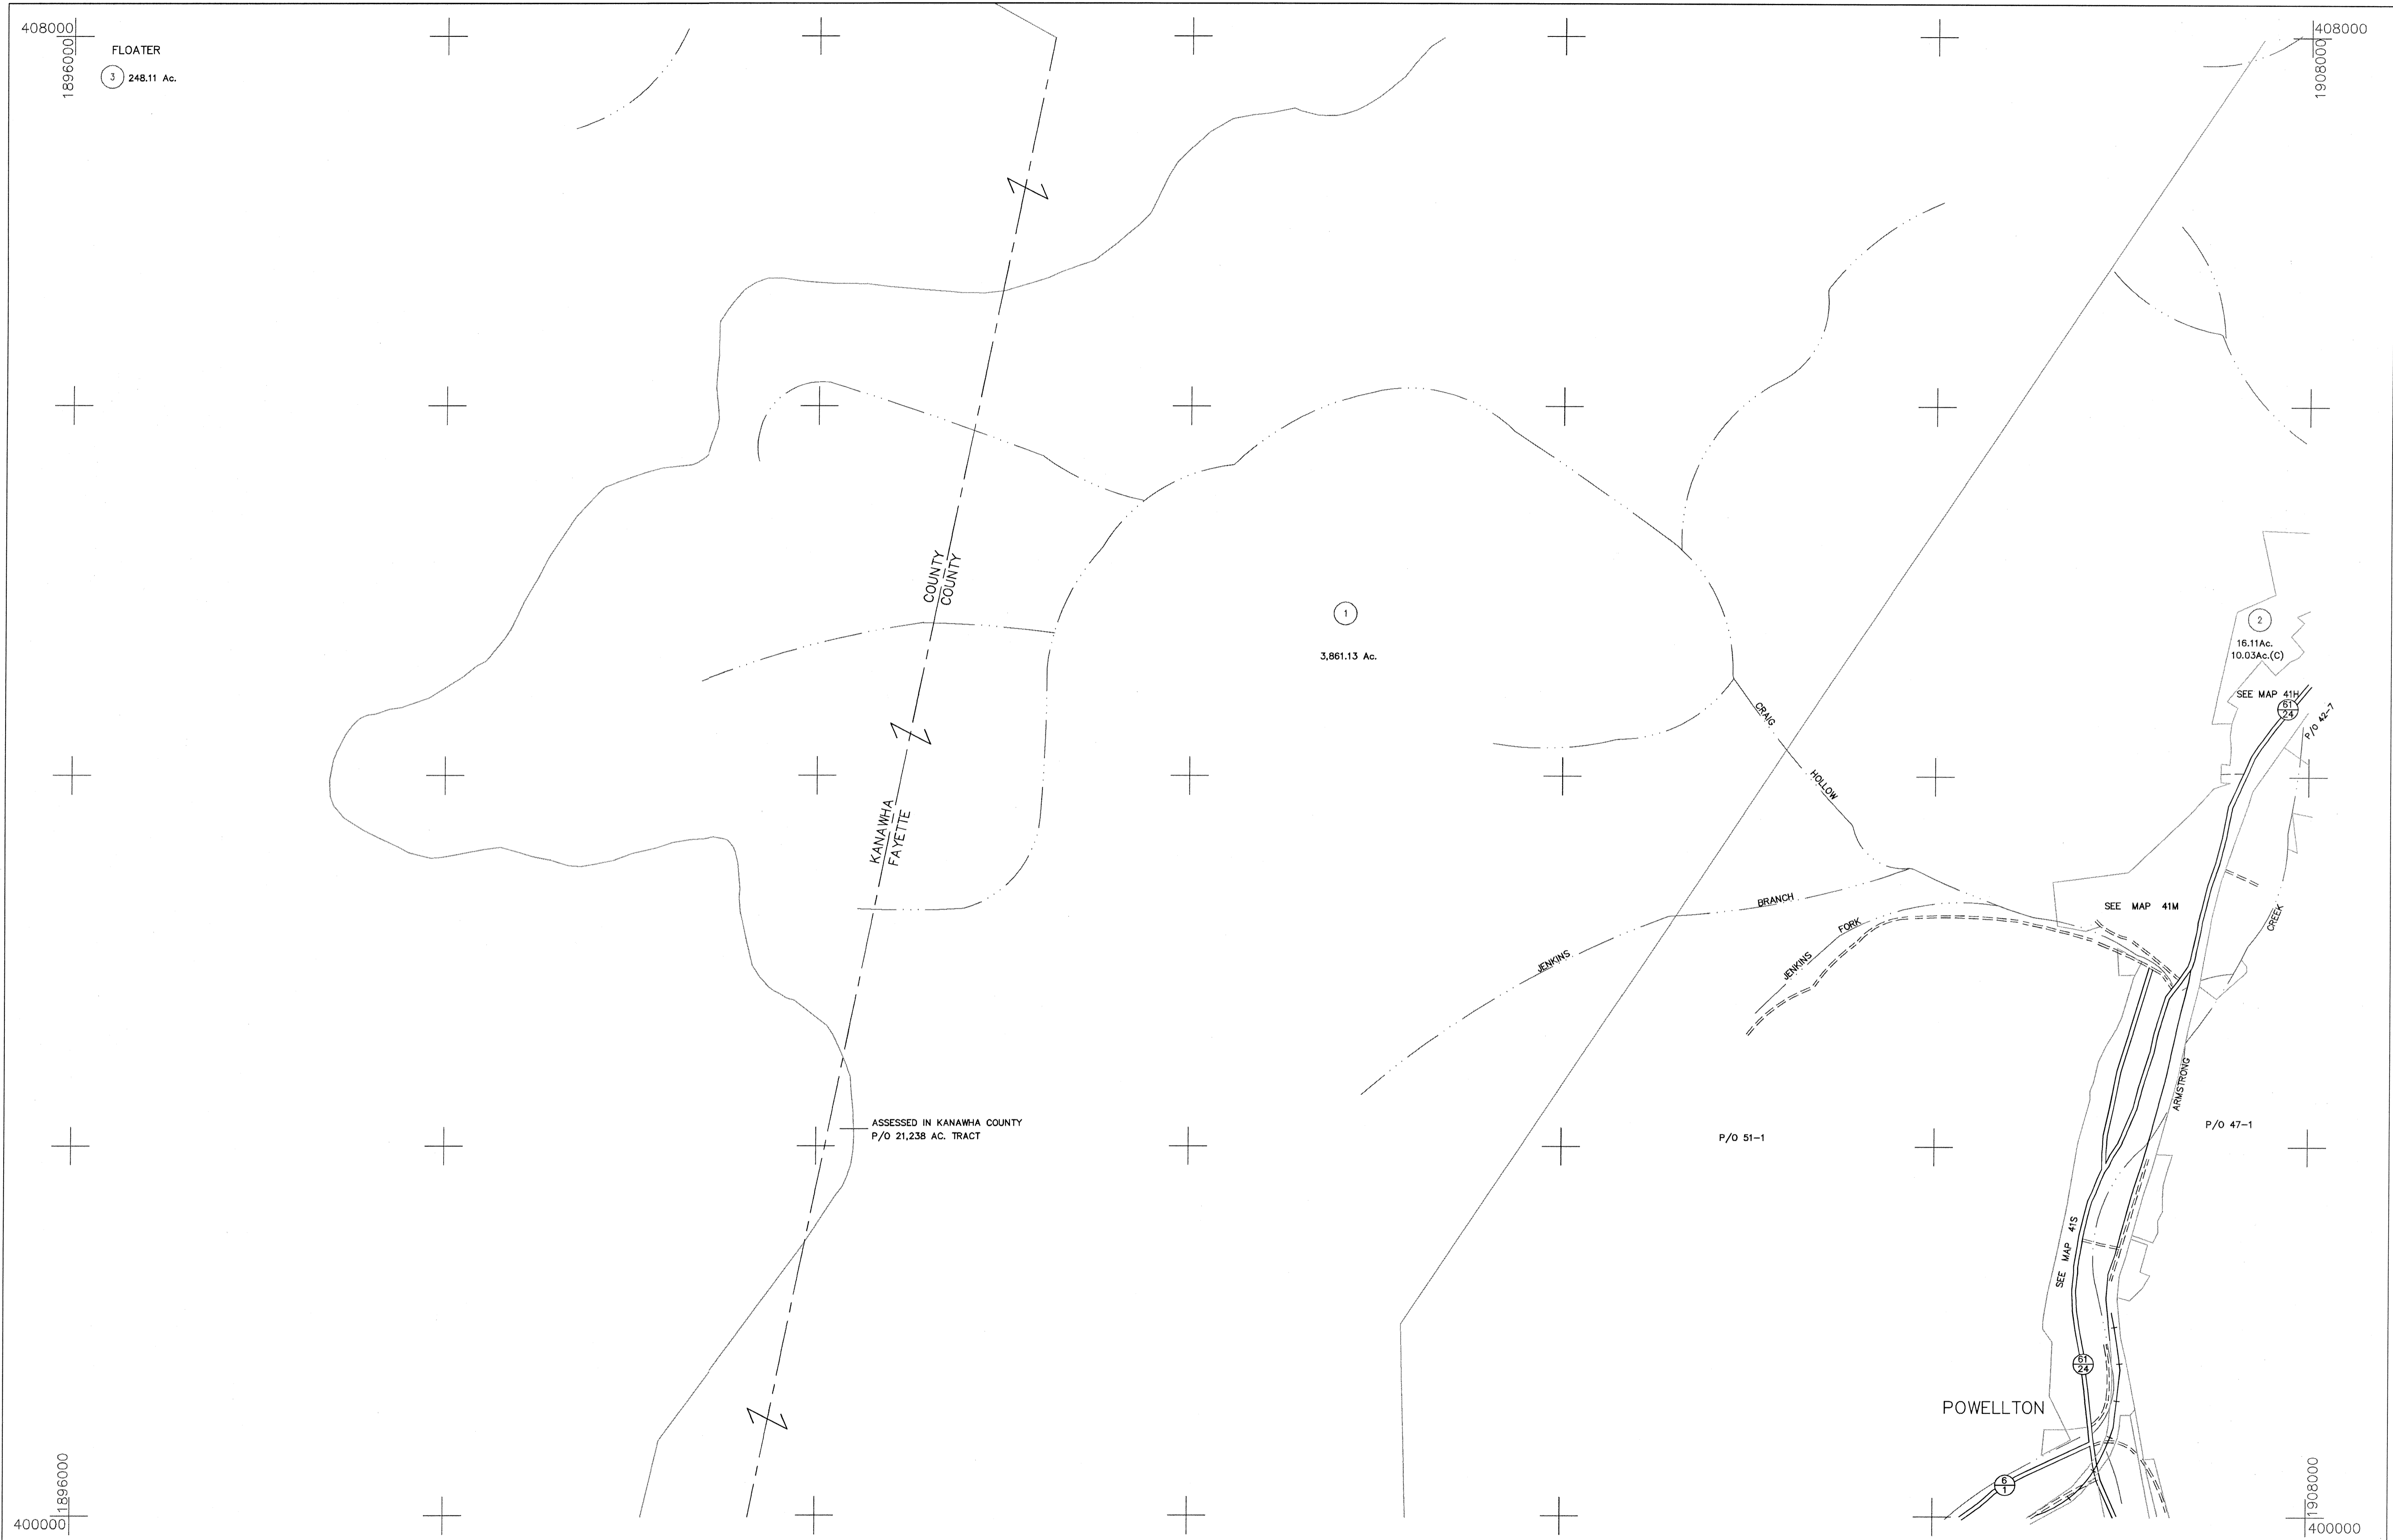 408000
1896000
FLOATER
3 248.11 Ac.
408000
1908000
COUNTY
COUNTY
KANAWHA
FAYETTE
1
3,861.13 Ac.
2
16.11Ac.
10.03Ac.(C)
SEE MAP 41H
61
24
P/O 42-7
CRAIG
HOLLOW
BRANCH
JENKINS
FORK
JENKINS
SEE MAP 41M
CREEK
ARMSTRONG
ASSESSED IN KANAWHA COUNTY
P/O 21,238 AC. TRACT
P/O 51-1
P/O 47-1
SEE MAP 41S
61
24
POWELLTON
6
1
1896000
400000
1908000
400000